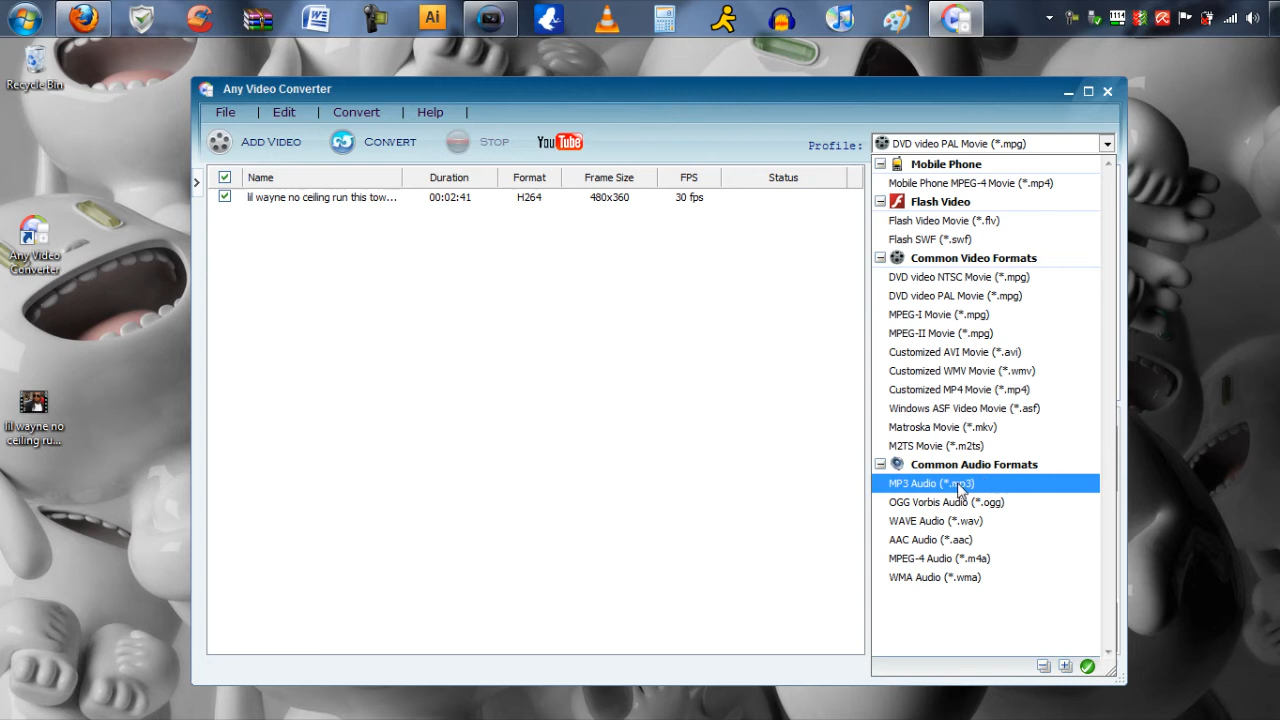 Ai
1114
Recycle Bin
Any Video Converter
File | Edit | Convert | Help |
ADD VIDEO CONVERT STOP YouTube
Profile: DVD video PAL Movie (*.mpg)
Name Duration Format Frame Size FPS Status
lil wayne no ceiling run this tow... 00:02:41 H264 480x360 30 fps
Mobile Phone
Mobile Phone MPEG-4 Movie (*.mp4)
Flash Video
Flash Video Movie (*.flv)
Flash SWF (*.swf)
Common Video Formats
DVD video NTSC Movie (*.mpg)
DVD video PAL Movie (*.mpg)
MPEG-I Movie (*.mpg)
MPEG-II Movie (*.mpg)
Customized AVI Movie (*.avi)
Customized WMV Movie (*.wmv)
Customized MP4 Movie (*.mp4)
Windows ASF Video Movie (*.asf)
Matroska Movie (*.mkv)
M2TS Movie (*.m2ts)
Common Audio Formats
MP3 Audio (*.mp3)
OGG Vorbis Audio (*.ogg)
WAVE Audio (*.wav)
AAC Audio (*.aac)
MPEG-4 Audio (*.m4a)
WMA Audio (*.wma)
Any Video
Converter
lil wayne no
ceiling ru...